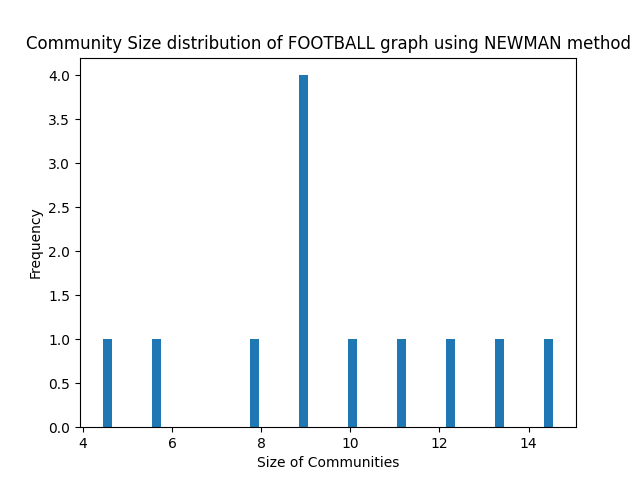 Community Size distribution of FOOTBALL graph using NEWMAN method
4.0
3.5
3.0
2.5
2.0
1.5
1.0
0.5
0.0
Frequency
4 6 8 10 12 14
Size of Communities